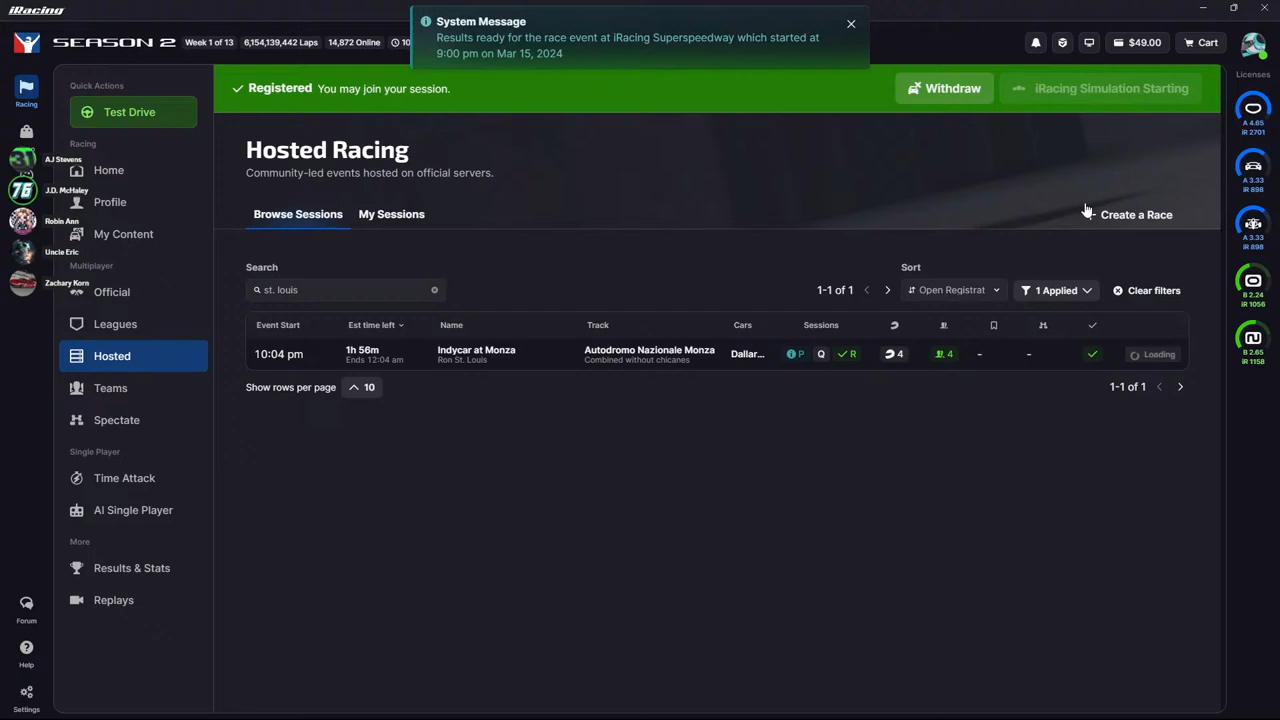 iRacing
System Message
Results ready for the race event at iRacing Superspeedway which started at
9:00 pm on Mar 15, 2024
SEASON 2
Week 1 of 13
6,154,139,442 Laps
14,872 Online
$49.00
Cart
Racing
Quick Actions
Test Drive
Racing
Home
Profile
My Content
Multiplayer
Official
Leagues
Hosted
Teams
Spectate
Single Player
Time Attack
AI Single Player
More
Results & Stats
Replays
A.J Stevens
76
J.D. McHaley
Robin Ann
Uncle Eric
Zachary Korn
Forum
Help
Settings
Registered You may join your session.
Withdraw
iRacing Simulation Starting
Hosted Racing
Community-led events hosted on official servers.
Browse Sessions
My Sessions
Create a Race
Search
st. louis
1-1 of 1
Sort
Open Registrat
1 Applied
Clear filters
Event Start
Est time left
Name
Track
Cars
Sessions
10:04 pm
1h 56m
Ends 12:04 am
Indycar at Monza
Ron St. Louis
Autodromo Nazionale Monza
Combined without chicanes
Dallar...
P
Q
R
4
4
-
-
Loading
Show rows per page
10
1-1 of 1
Licenses
A 4.65
iR 2701
A 3.33
iR 898
A 3.33
iR 898
B 2.24
iR 1056
B 2.65
iR 1158